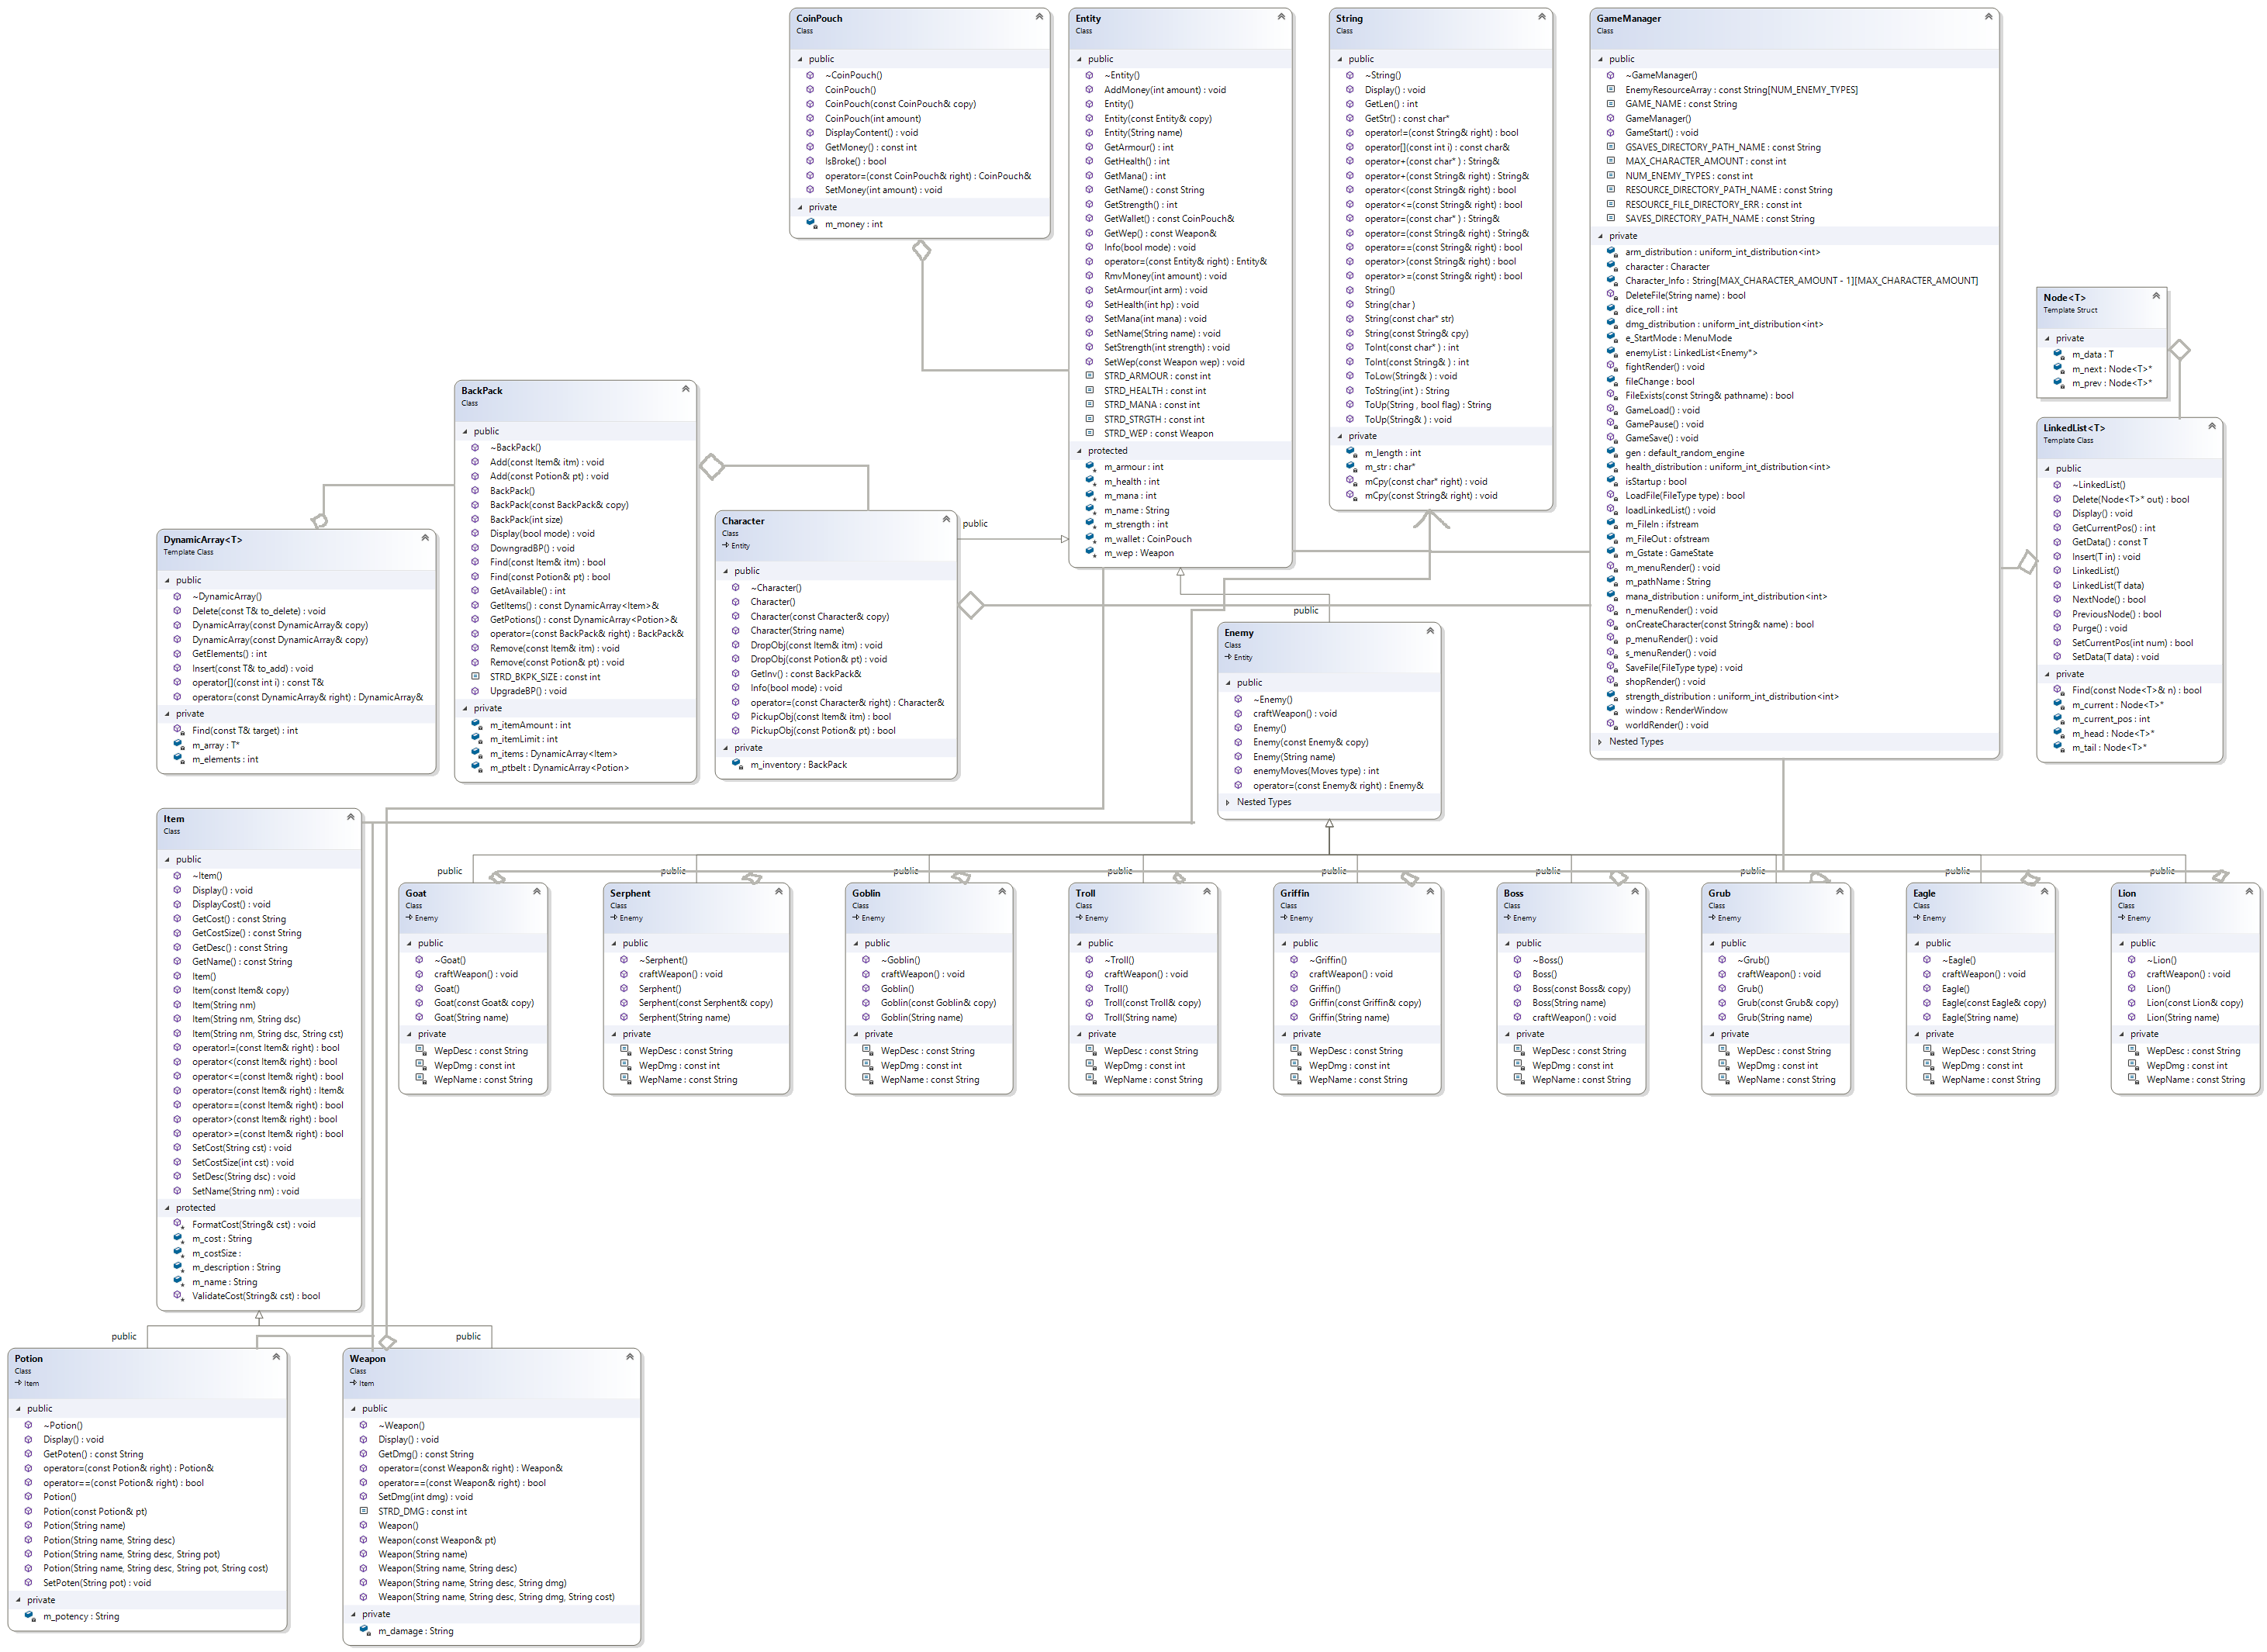 CoinPouch
Class
public
~CoinPouch()
CoinPouch()
CoinPouch(const CoinPouch& copy)
CoinPouch(int amount)
DisplayContent() : void
GetMoney() : const int
IsBroke() : bool
operator=(const CoinPouch& right) : CoinPouch&
SetMoney(int amount) : void
private
m_money : int
Entity
Class
public
~Entity()
AddMoney(int amount) : void
Entity()
Entity(const Entity& copy)
Entity(String name)
GetArmour() : int
GetHealth() : int
GetMana() : int
GetName() : const String
GetStrength() : int
GetWallet() : const CoinPouch&
GetWep() : const Weapon&
Info(bool mode) : void
operator=(const Entity& right) : Entity&
RmvMoney(int amount) : void
SetArmour(int arm) : void
SetHealth(int hp) : void
SetMana(int mana) : void
SetName(String name) : void
SetStrength(int strength) : void
SetWep(const Weapon wep) : void
STRD_ARMOUR : const int
STRD_HEALTH : const int
STRD_MANA : const int
STRD_STRGTH : const int
STRD_WEP : const Weapon
protected
m_armour : int
m_health : int
m_mana : int
m_name : String
m_strength : int
m_wallet : CoinPouch
m_wep : Weapon
String
Class
public
~String()
Display() : void
GetLen() : int
GetStr() : const char*
operator!=(const String& right) : bool
operator[](const int i) : const char&
operator+(const char* ) : String&
operator+(const String& right) : String&
operator<(const String& right) : bool
operator<=(const String& right) : bool
operator=(const char* ) : String&
operator=(const String& right) : String&
operator==(const String& right) : bool
operator>(const String& right) : bool
operator>=(const String& right) : bool
String()
String(char )
String(const char* str)
String(const String& cpy)
ToInt(const char* ) : int
ToInt(const String& ) : int
ToLow(String& ) : void
ToString(int ) : String
ToUp(String , bool flag) : String
ToUp(String& ) : void
private
m_length : int
m_str : char*
mCpy(const char* right) : void
mCpy(const String& right) : void
GameManager
Class
public
~GameManager()
EnemyResourceArray : const String[NUM_ENEMY_TYPES]
GAME_NAME : const String
GameManager()
GameStart() : void
GSAVES_DIRECTORY_PATH_NAME : const String
MAX_CHARACTER_AMOUNT : const int
NUM_ENEMY_TYPES : const int
RESOURCE_DIRECTORY_PATH_NAME : const String
RESOURCE_FILE_DIRECTORY_ERR : const int
SAVES_DIRECTORY_PATH_NAME : const String
private
arm_distribution : uniform_int_distribution<int>
character : Character
Character_Info : String[MAX_CHARACTER_AMOUNT - 1][MAX_CHARACTER_AMOUNT]
DeleteFile(String name) : bool
dice_roll : int
dmg_distribution : uniform_int_distribution<int>
e_StartMode : MenuMode
enemyList : LinkedList<Enemy*>
fightRender() : void
fileChange : bool
FileExists(const String& pathname) : bool
GameLoad() : void
GamePause() : void
GameSave() : void
gen : default_random_engine
health_distribution : uniform_int_distribution<int>
isStartup : bool
LoadFile(FileType type) : bool
loadLinkedList() : void
m_FileIn : ifstream
m_FileOut : ofstream
m_Gstate : GameState
m_menuRender() : void
m_pathName : String
mana_distribution : uniform_int_distribution<int>
n_menuRender() : void
onCreateCharacter(const String& name) : bool
p_menuRender() : void
s_menuRender() : void
SaveFile(FileType type) : void
shopRender() : void
strength_distribution : uniform_int_distribution<int>
window : RenderWindow
worldRender() : void
Nested Types
Node<T>
Template Struct
private
m_data : T
m_next : Node<T>*
m_prev : Node<T>*
LinkedList<T>
Template Class
public
~LinkedList()
Delete(Node<T>* out) : bool
Display() : void
GetCurrentPos() : int
GetData() : const T
Insert(T in) : void
LinkedList()
LinkedList(T data)
NextNode() : bool
PreviousNode() : bool
Purge() : void
SetCurrentPos(int num) : bool
SetData(T data) : void
private
Find(const Node<T>& n) : bool
m_current : Node<T>*
m_current_pos : int
m_head : Node<T>*
m_tail : Node<T>*
BackPack
Class
public
~BackPack()
Add(const Item& itm) : void
Add(const Potion& pt) : void
BackPack()
BackPack(const BackPack& copy)
BackPack(int size)
Display(bool mode) : void
DowngradBP() : void
Find(const Item& itm) : bool
Find(const Potion& pt) : bool
GetAvailable() : int
GetItems() : const DynamicArray<Item>&
GetPotions() : const DynamicArray<Potion>&
operator=(const BackPack& right) : BackPack&
Remove(const Item& itm) : void
Remove(const Potion& pt) : void
STRD_BKPK_SIZE : const int
UpgradeBP() : void
private
m_itemAmount : int
m_itemLimit : int
m_items : DynamicArray<Item>
m_ptbelt : DynamicArray<Potion>
DynamicArray<T>
Template Class
public
~DynamicArray()
Delete(const T& to_delete) : void
DynamicArray(const DynamicArray& copy)
DynamicArray(const DynamicArray& copy)
GetElements() : int
Insert(const T& to_add) : void
operator[](const int i) : const T&
operator=(const DynamicArray& right) : DynamicArray&
private
Find(const T& target) : int
m_array : T*
m_elements : int
Character
Class
Entity
public
~Character()
Character()
Character(const Character& copy)
Character(String name)
DropObj(const Item& itm) : void
DropObj(const Potion& pt) : void
GetInv() : const BackPack&
Info(bool mode) : void
operator=(const Character& right) : Character&
PickupObj(const Item& itm) : bool
PickupObj(const Potion& pt) : bool
private
m_inventory : BackPack
public
public
Enemy
Class
Entity
public
~Enemy()
craftWeapon() : void
Enemy()
Enemy(const Enemy& copy)
Enemy(String name)
enemyMoves(Moves type) : int
operator=(const Enemy& right) : Enemy&
Nested Types
Item
Class
public
~Item()
Display() : void
DisplayCost() : void
GetCost() : const String
GetCostSize() : const String
GetDesc() : const String
GetName() : const String
Item()
Item(const Item& copy)
Item(String nm)
Item(String nm, String dsc)
Item(String nm, String dsc, String cst)
operator!=(const Item& right) : bool
operator<(const Item& right) : bool
operator<=(const Item& right) : bool
operator=(const Item& right) : Item&
operator==(const Item& right) : bool
operator>(const Item& right) : bool
operator>=(const Item& right) : bool
SetCost(String cst) : void
SetCostSize(int cst) : void
SetDesc(String dsc) : void
SetName(String nm) : void
protected
FormatCost(String& cst) : void
m_cost : String
m_costSize :
m_description : String
m_name : String
ValidateCost(String& cst) : bool
public public public public public public public public public
Goat
Class
Enemy
public
~Goat()
craftWeapon() : void
Goat()
Goat(const Goat& copy)
Goat(String name)
private
WepDesc : const String
WepDmg : const int
WepName : const String
Serphent
Class
Enemy
public
~Serphent()
craftWeapon() : void
Serphent()
Serphent(const Serphent& copy)
Serphent(String name)
private
WepDesc : const String
WepDmg : const int
WepName : const String
Goblin
Class
Enemy
public
~Goblin()
craftWeapon() : void
Goblin()
Goblin(const Goblin& copy)
Goblin(String name)
private
WepDesc : const String
WepDmg : const int
WepName : const String
Troll
Class
Enemy
public
~Troll()
craftWeapon() : void
Troll()
Troll(const Troll& copy)
Troll(String name)
private
WepDesc : const String
WepDmg : const int
WepName : const String
Griffin
Class
Enemy
public
~Griffin()
craftWeapon() : void
Griffin()
Griffin(const Griffin& copy)
Griffin(String name)
private
WepDesc : const String
WepDmg : const int
WepName : const String
Boss
Class
Enemy
public
~Boss()
Boss()
Boss(const Boss& copy)
Boss(String name)
craftWeapon() : void
private
WepDesc : const String
WepDmg : const int
WepName : const String
Grub
Class
Enemy
public
~Grub()
craftWeapon() : void
Grub()
Grub(const Grub& copy)
Grub(String name)
private
WepDesc : const String
WepDmg : const int
WepName : const String
Eagle
Class
Enemy
public
~Eagle()
craftWeapon() : void
Eagle()
Eagle(const Eagle& copy)
Eagle(String name)
private
WepDesc : const String
WepDmg : const int
WepName : const String
Lion
Class
Enemy
public
~Lion()
craftWeapon() : void
Lion()
Lion(const Lion& copy)
Lion(String name)
private
WepDesc : const String
WepDmg : const int
WepName : const String
public public
Potion
Class
Item
public
~Potion()
Display() : void
GetPoten() : const String
operator=(const Potion& right) : Potion&
operator==(const Potion& right) : bool
Potion()
Potion(const Potion& pt)
Potion(String name)
Potion(String name, String desc)
Potion(String name, String desc, String pot)
Potion(String name, String desc, String pot, String cost)
SetPoten(String pot) : void
private
m_potency : String
Weapon
Class
Item
public
~Weapon()
Display() : void
GetDmg() : const String
operator=(const Weapon& right) : Weapon&
operator==(const Weapon& right) : bool
SetDmg(int dmg) : void
STRD_DMG : const int
Weapon()
Weapon(const Weapon& pt)
Weapon(String name)
Weapon(String name, String desc)
Weapon(String name, String desc, String dmg)
Weapon(String name, String desc, String dmg, String cost)
private
m_damage : String